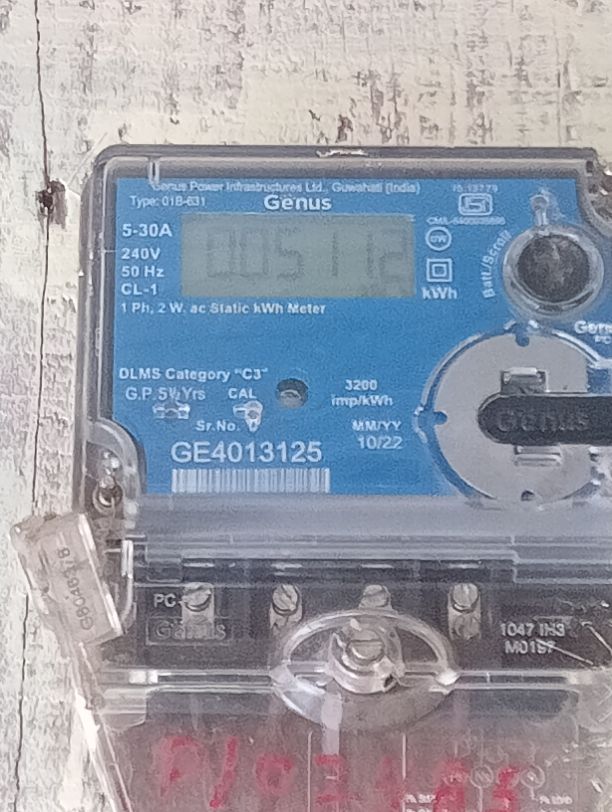 Genus Power Infrastructures Ltd., Guwahati (India)
Type: 01B-631
Genus
5-30A
240V
50 Hz
CL-1
005112
kWh
Batt./Scroll
1 Ph, 2 W. ac Static kWh Meter
DLMS Category "C3"
G.P. 5½ Yrs
CAL
3200
imp/kWh
Sr.No.
MM/YY
10/22
GE4013125
Genus
PC
Genus